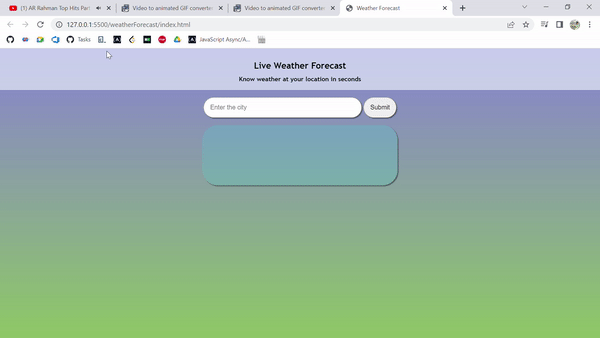 (1) AR Rahman Top Hits Par
Video to animated GIF converter
Video to animated GIF converter
Weather Forecast
127.0.0.1:5500/weatherForecast/index.html
Tasks
JavaScript Async/A...
Live Weather Forecast
Know weather at your location in seconds
Enter the city
Submit